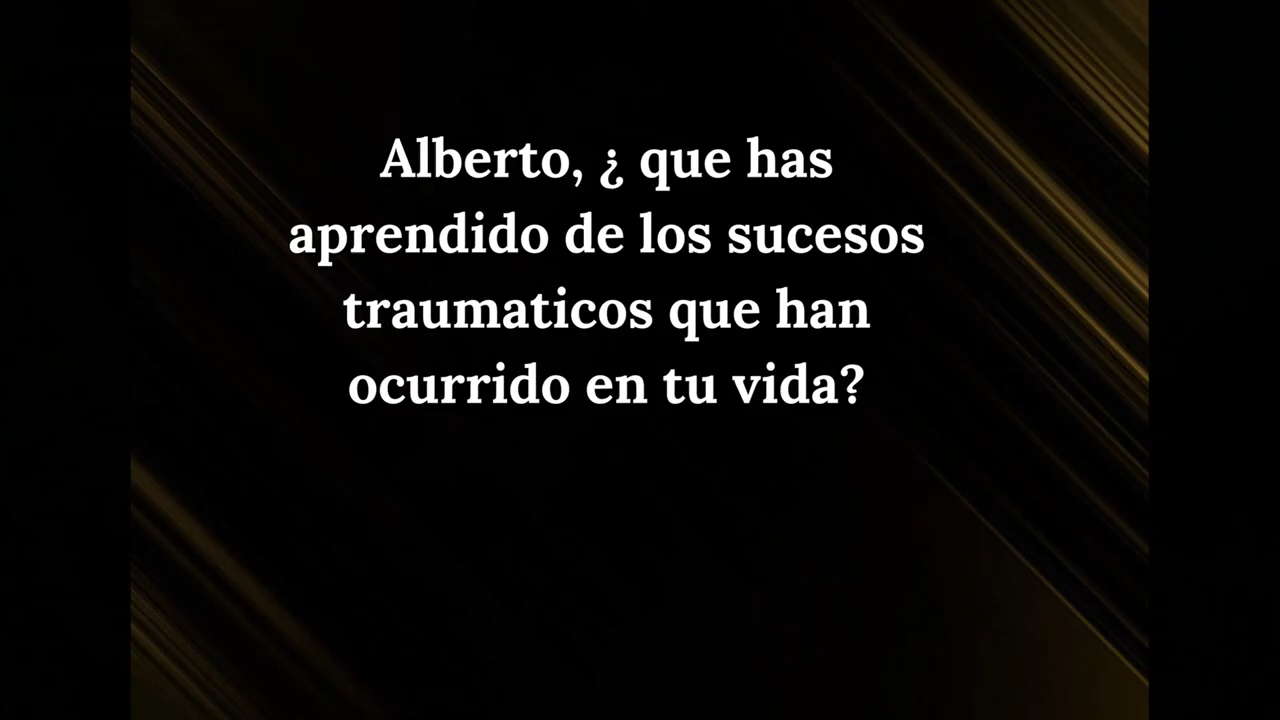 Alberto, ¿ que has
aprendido de los sucesos
traumaticos que han
ocurrido en tu vida?